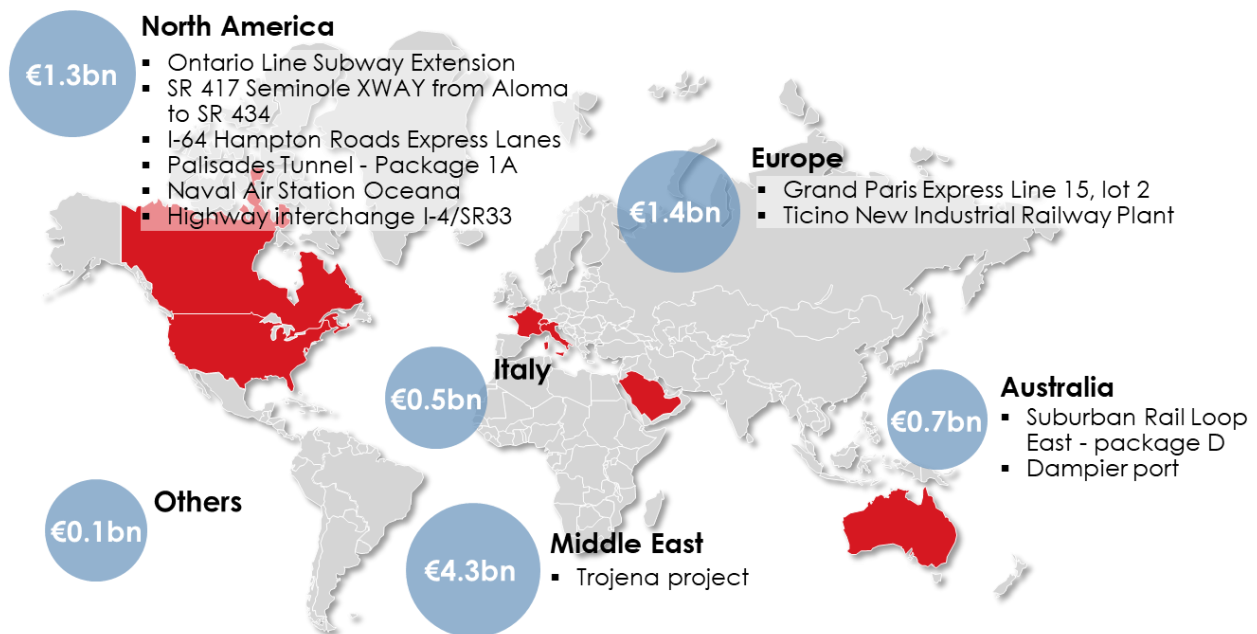 €1.3bn
North America
▪ Ontario Line Subway Extension
▪ SR 417 Seminole XWAY from Aloma
to SR 434
▪ I-64 Hampton Roads Express Lanes
▪ Palisades Tunnel - Package 1A
▪ Naval Air Station Oceana
▪ Highway interchange I-4/SR33
€1.4bn
Europe
▪ Grand Paris Express Line 15, lot 2
▪ Ticino New Industrial Railway Plant
€0.5bn
Italy
€0.7bn
Australia
▪ Suburban Rail Loop
East - package D
▪ Dampier port
€0.1bn
Others
€4.3bn
Middle East
▪ Trojena project